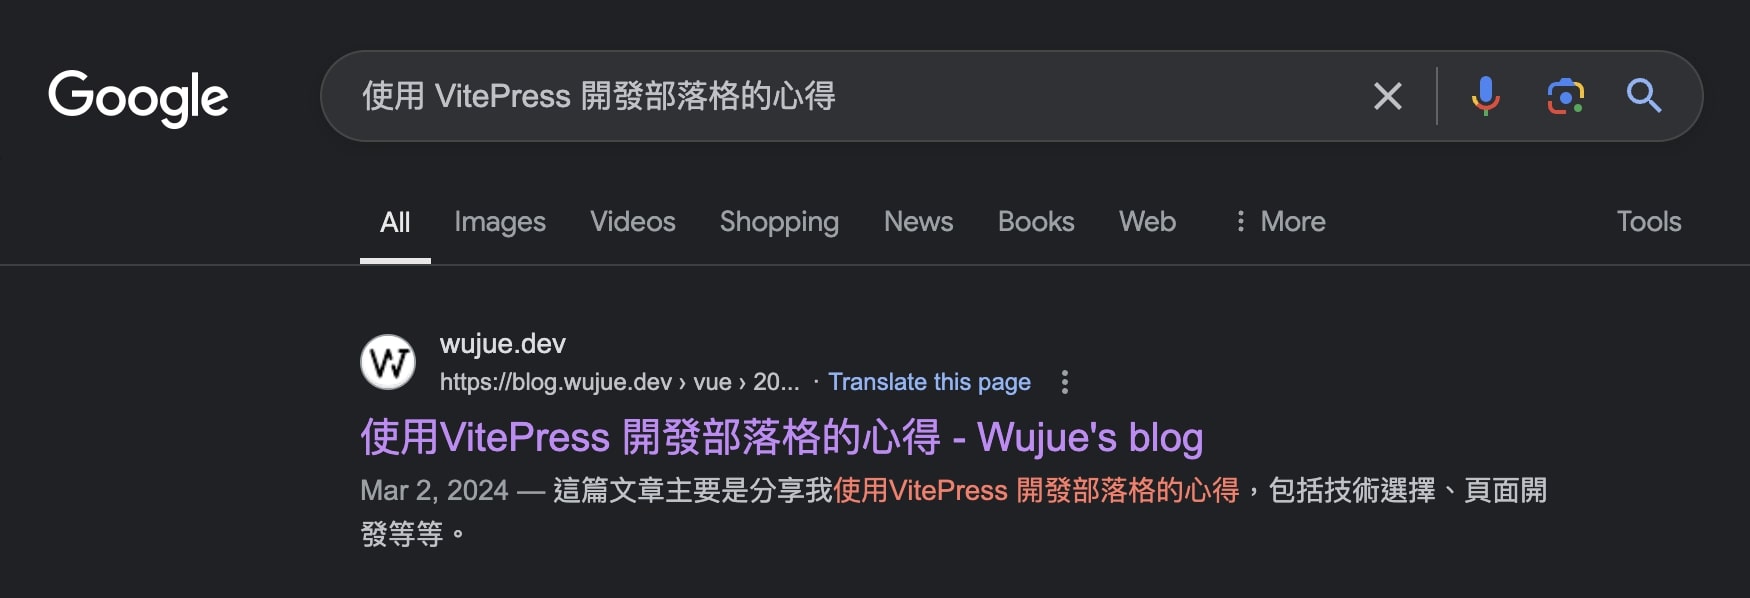 Google
使用 VitePress 開發部落格的心得
All Images Videos Shopping News Books Web More Tools
W
wujue.dev
https://blog.wujue.dev › vue › 20... · Translate this page
使用VitePress 開發部落格的心得 - Wujue's blog
Mar 2, 2024 — 這篇文章主要是分享我使用VitePress 開發部落格的心得，包括技術選擇、頁面開
發等等。